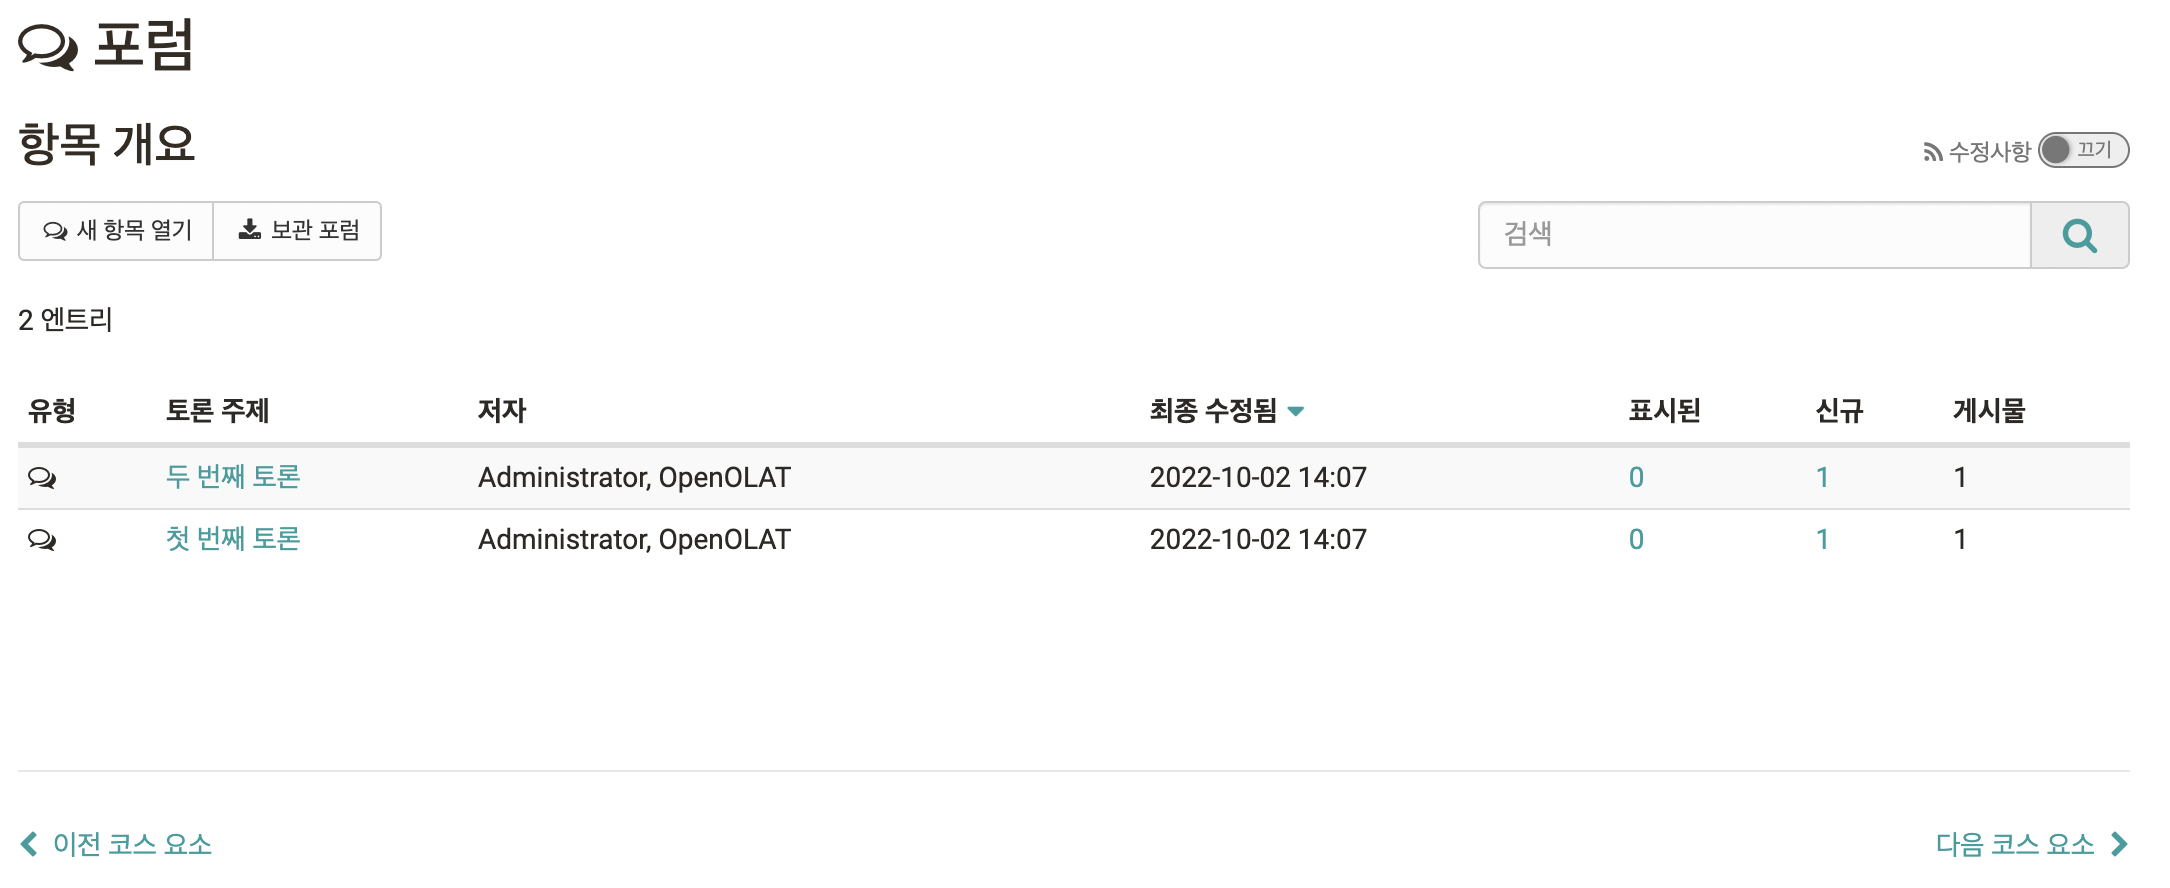 포럼
항목 개요
수정사항 끄기
새 항목 열기 보관 포럼
검색
2 엔트리
유형 토론 주제 저자 최종 수정됨 표시된 신규 게시물
두 번째 토론 Administrator, OpenOLAT 2022-10-02 14:07 0 1 1
첫 번째 토론 Administrator, OpenOLAT 2022-10-02 14:07 0 1 1
이전 코스 요소 다음 코스 요소